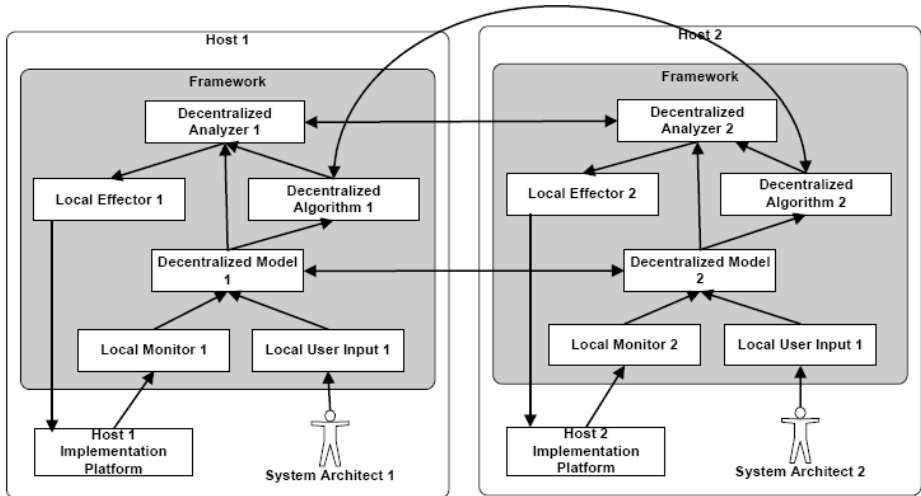 Host 1
Framework
Decentralized
Analyzer 1
Local Effector 1
Decentralized
Algorithm 1
Decentralized Model
1
Local Monitor 1
Local User Input 1
Host 1
Implementation
Platform
System Architect 1
Host 2
Framework
Decentralized
Analyzer 2
Local Effector 2
Decentralized
Algorithm 2
Decentralized Model
2
Local Monitor 2
Local User Input 1
Host 2
Implementation
Platform
System Architect 2